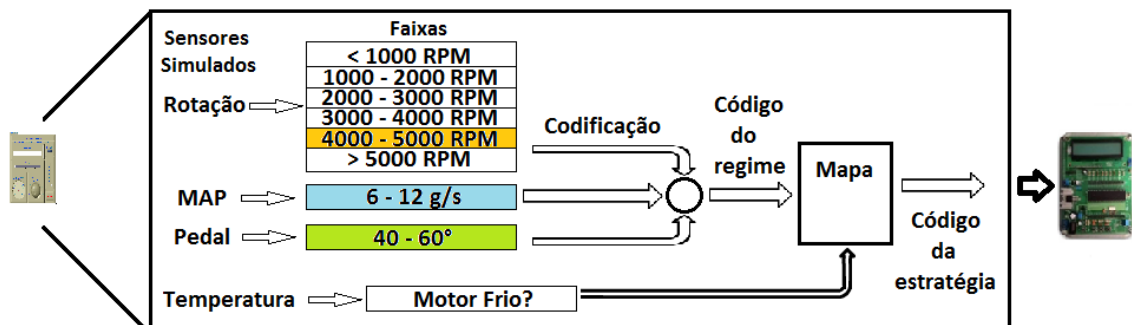 Sensores
Simulados
Faixas
Rotação
< 1000 RPM
1000 - 2000 RPM
2000 - 3000 RPM
3000 - 4000 RPM
4000 - 5000 RPM
> 5000 RPM
MAP
6 - 12 g/s
Pedal
40 - 60°
Temperatura
Motor Frio?
Codificação
Código
do
regime
Mapa
Código
da
estratégia